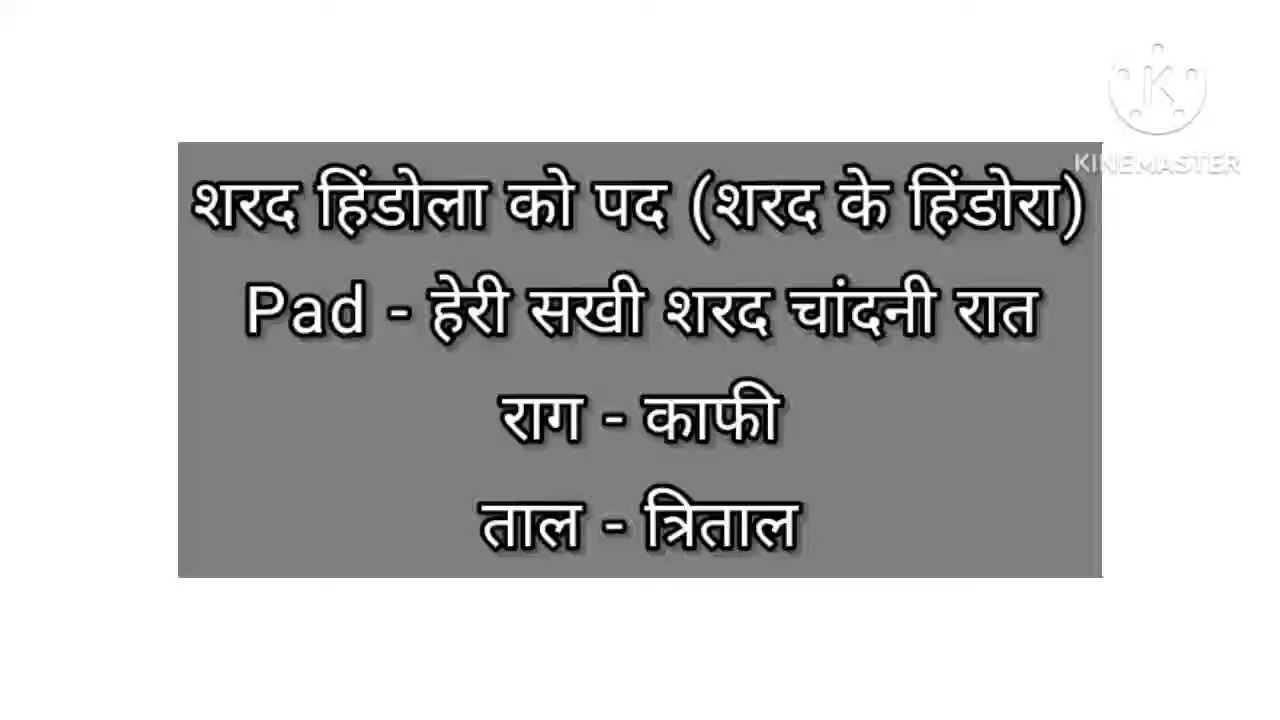 शरद हिंडोला को पद (शरद के हिंडोरा)
Pad - हेरी सखी शरद चांदनी रात
राग - काफी
ताल - त्रिताल
K
KINEMASTER